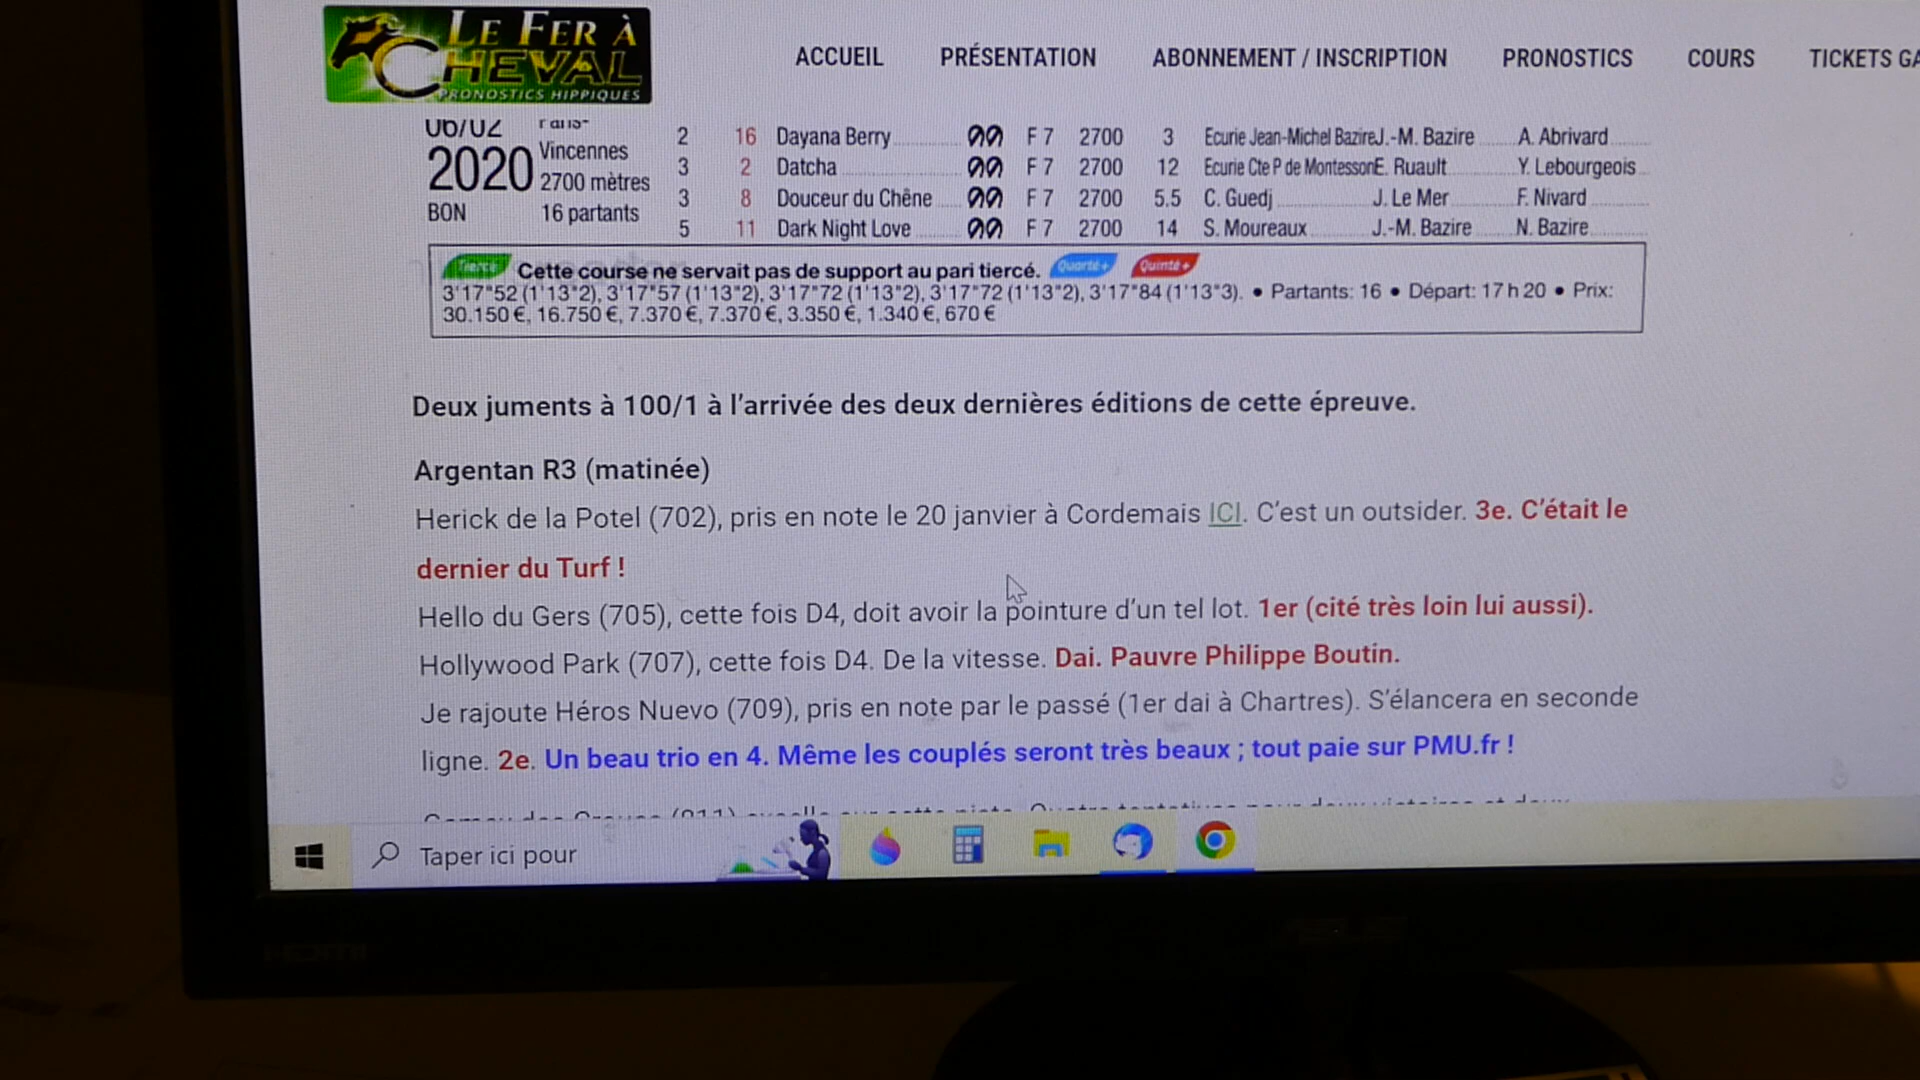 LE FER À
CHEVAL
PRONOSTICS HIPPIQUES
ACCUEIL PRÉSENTATION ABONNEMENT / INSCRIPTION PRONOSTICS COURS TICKETS GA
06/02
2020 Vincennes
2700 mètres
BON 16 partants
2 16 Dayana Berry F 7 2700 3 Ecurie Jean-Michel Bazire J.-M. Bazire A. Abrivard
3 2 Datcha F 7 2700 12 Ecurie Cte P de Montesson E. Ruault Y. Lebourgeois
3 8 Douceur du Chêne F 7 2700 5.5 C. Guedj J. Le Mer F. Nivard
5 11 Dark Night Love F 7 2700 14 S. Moureaux J.-M. Bazire N. Bazire
Tiercé Cette course ne servait pas de support au pari tiercé. Quarté+ Quinté+
3'17"52 (1'13"2), 3'17"57 (1'13"2), 3'17"72 (1'13"2), 3'17"72 (1'13"2), 3'17"84 (1'13"3). • Partants: 16 • Départ: 17 h 20 • Prix:
30.150 €, 16.750 €, 7.370 €, 7.370 €, 3.350 €, 1.340 €, 670 €
Deux juments à 100/1 à l'arrivée des deux dernières éditions de cette épreuve.
Argentan R3 (matinée)
Herick de la Potel (702), pris en note le 20 janvier à Cordemais ICI. C'est un outsider. 3e. C'était le
dernier du Turf !
Hello du Gers (705), cette fois D4, doit avoir la pointure d'un tel lot. 1er (cité très loin lui aussi).
Hollywood Park (707), cette fois D4. De la vitesse. Dai. Pauvre Philippe Boutin.
Je rajoute Héros Nuevo (709), pris en note par le passé (1er dai à Chartres). S'élancera en seconde
ligne. 2e. Un beau trio en 4. Même les couplés seront très beaux ; tout paie sur PMU.fr !
Taper ici pour
HDMI
ASUS